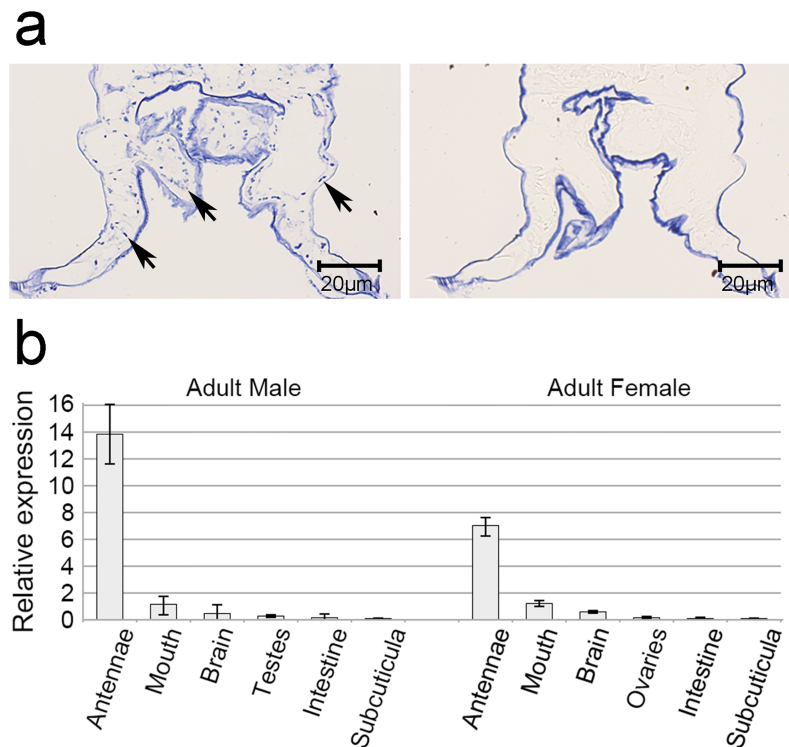 a
20µm 20µm
b
Adult Male Adult Female
Relative expression
16
14
12
10
8
6
4
2
0
Antennae Mouth Brain Testes Intestine Subcuticula Antennae Mouth Brain Ovaries Intestine Subcuticula